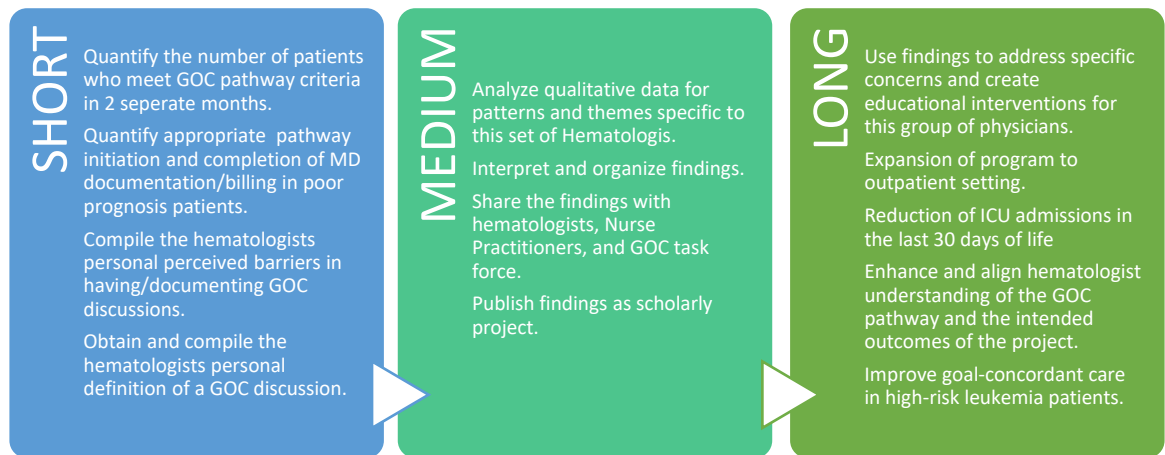 SHORT
Quantify the number of patients
who meet GOC pathway criteria
in 2 seperate months.
Quantify appropriate pathway
initiation and completion of MD
documentation/billing in poor
prognosis patients.
Compile the hematologists
personal perceived barriers in
having/documenting GOC
discussions.
Obtain and compile the
hematologists personal
definition of a GOC discussion.
MEDIUM
Analyze qualitative data for
patterns and themes specific to
this set of Hematologis.
Interpret and organize findings.
Share the findings with
hematologists, Nurse
Practitioners, and GOC task
force.
Publish findings as scholarly
project.
LONG
Use findings to address specific
concerns and create
educational interventions for
this group of physicians.
Expansion of program to
outpatient setting.
Reduction of ICU admissions in
the last 30 days of life
Enhance and align hematologist
understanding of the GOC
pathway and the intended
outcomes of the project.
Improve goal-concordant care
in high-risk leukemia patients.